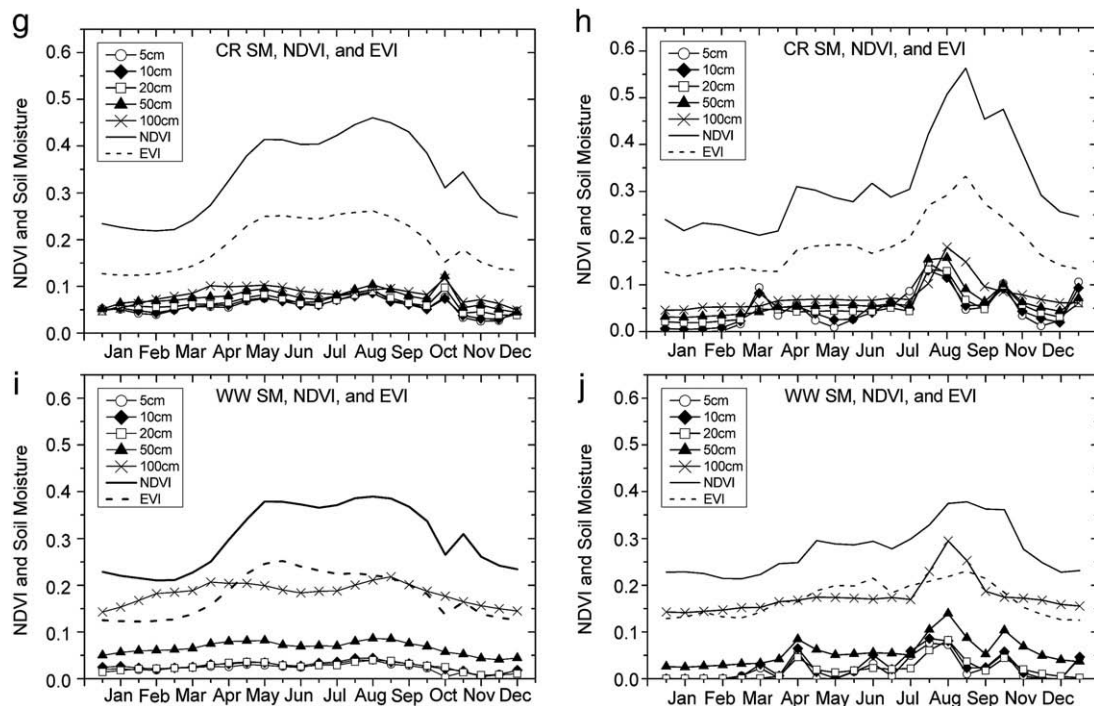 g
CR SM, NDVI, and EVI
NDVI and Soil Moisture
0.6
0.5
0.4
0.3
0.2
0.1
0.0
5cm
10cm
20cm
50cm
100cm
NDVI
EVI
Jan Feb Mar Apr May Jun Jul Aug Sep Oct Nov Dec
h
CR SM, NDVI, and EVI
NDVI and Soil Moisture
0.6
0.5
0.4
0.3
0.2
0.1
0.0
5cm
10cm
20cm
50cm
100cm
NDVI
EVI
Jan Feb Mar Apr May Jun Jul Aug Sep Oct Nov Dec
i
WW SM, NDVI, and EVI
NDVI and Soil Moisture
0.6
0.5
0.4
0.3
0.2
0.1
0.0
5cm
10cm
20cm
50cm
100cm
NDVI
EVI
Jan Feb Mar Apr May Jun Jul Aug Sep Oct Nov Dec
j
WW SM, NDVI, and EVI
NDVI and Soil Moisture
0.6
0.5
0.4
0.3
0.2
0.1
0.0
5cm
10cm
20cm
50cm
100cm
NDVI
EVI
Jan Feb Mar Apr May Jun Jul Aug Sep Oct Nov Dec